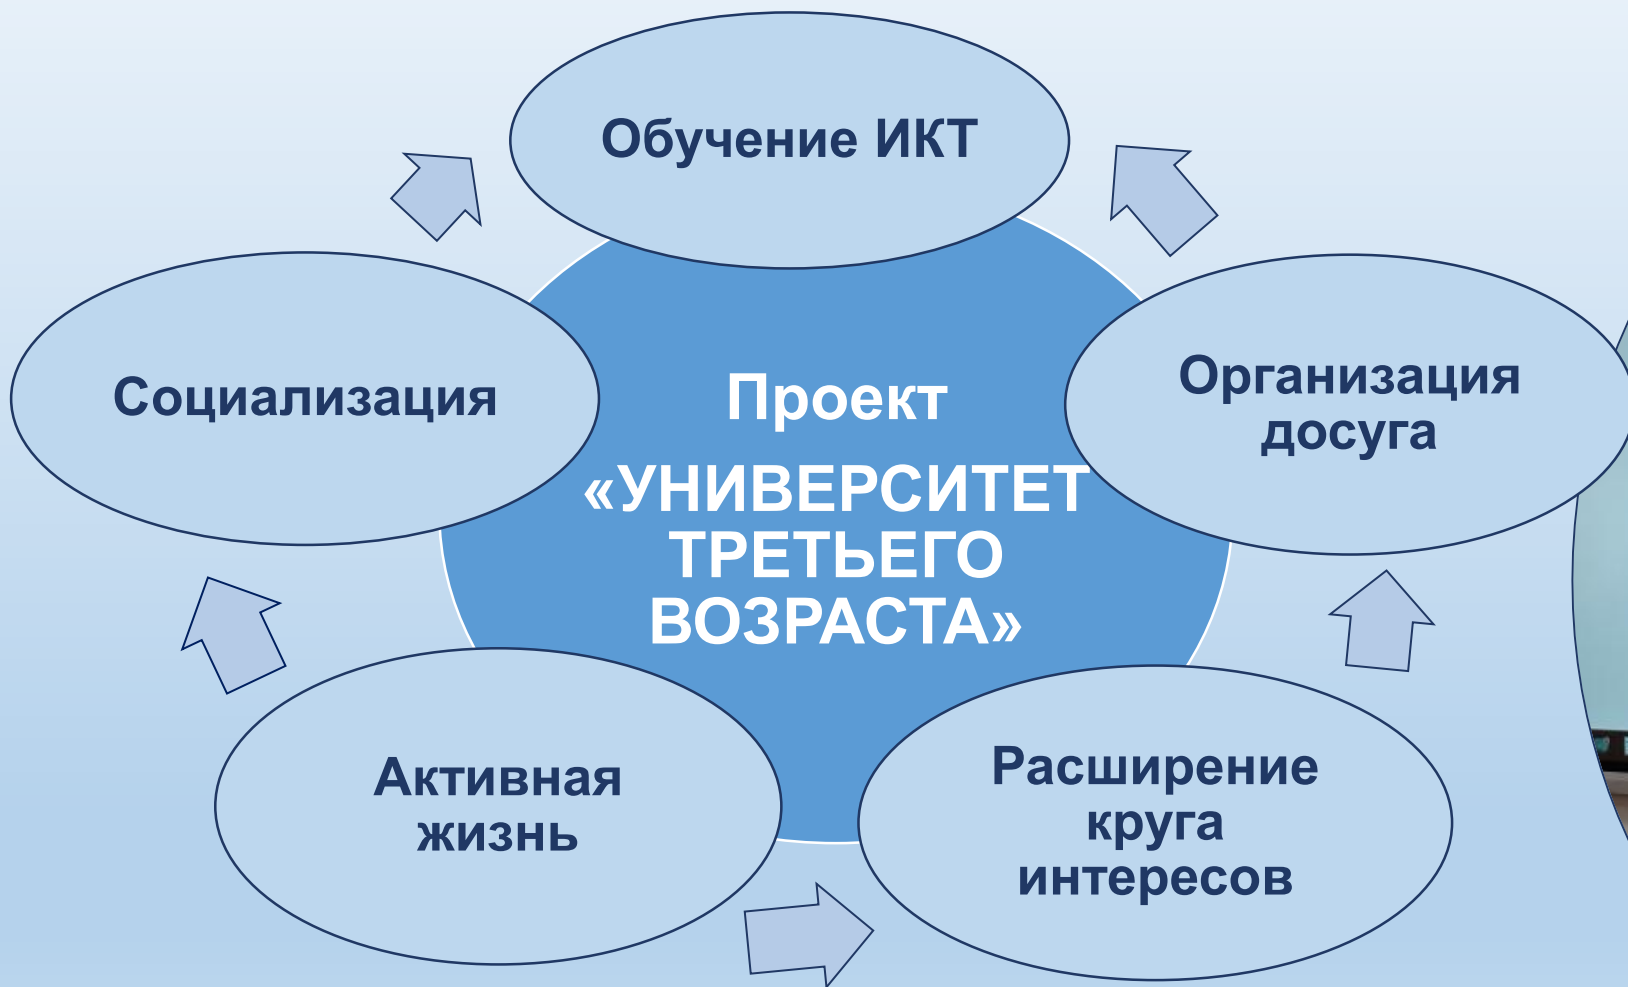 Обучение ИКТ
Социализация
Проект
«УНИВЕРСИТЕТ
ТРЕТЬЕГО
ВОЗРАСТА»
Организация
досуга
Активная
жизнь
Расширение
круга
интересов